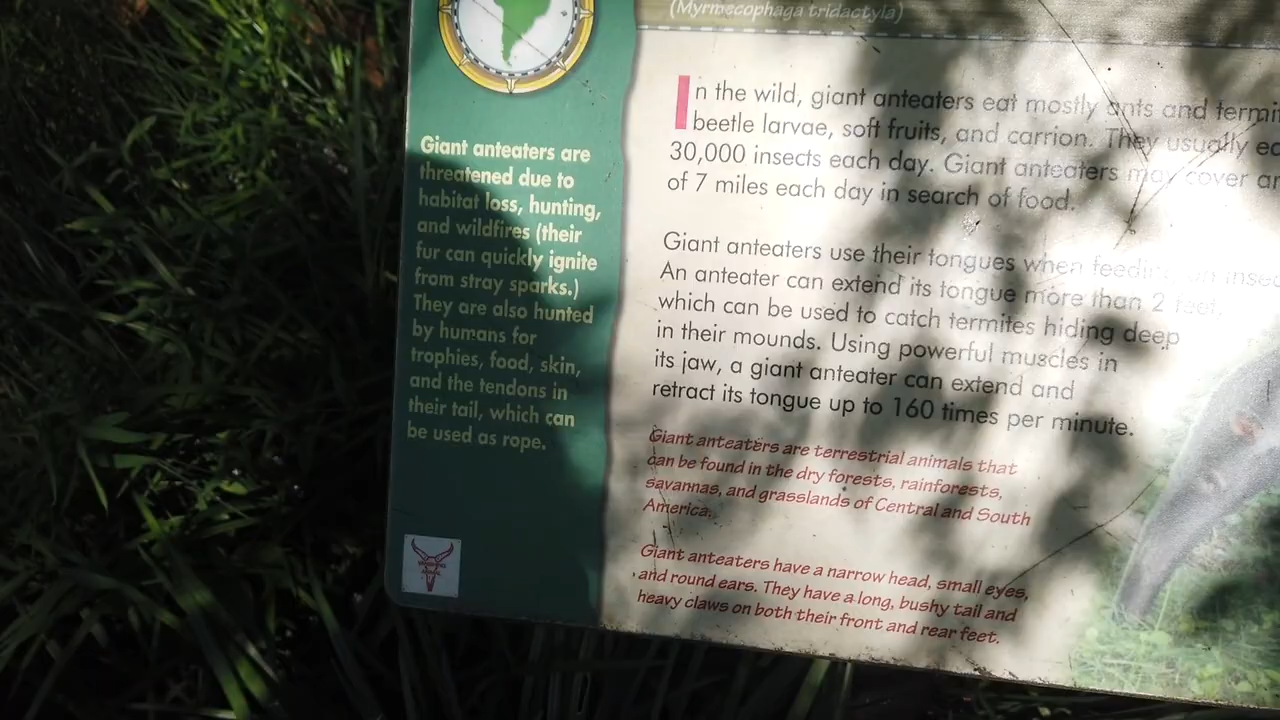 (Myrmecophaga tridactyla)
In the wild, giant anteaters eat mostly ants and
beetle larvae, soft fruits, and carrion. They usually
30,000 insects each day. Giant anteaters may cover
of 7 miles each day in search of food.
Giant anteaters use their tongues when feeding on
An anteater can extend its tongue more than 2 feet,
which can be used to catch termites hiding deep
in their mounds. Using powerful muscles in
its jaw, a giant anteater can extend and
retract its tongue up to 160 times per minute.
Giant anteaters are terrestrial animals that
can be found in the dry forests, rainforests,
savannas, and grasslands of Central and South
America.
Giant anteaters have a narrow head, small eyes,
and round ears. They have a long, bushy tail and
heavy claws on both their front and rear feet.
Giant anteaters are
threatened due to
habitat loss, hunting,
and wildfires (their
fur can quickly ignite
from stray sparks.)
They are also hunted
by humans for
trophies, food, skin,
and the tendons in
their tail, which can
be used as rope.